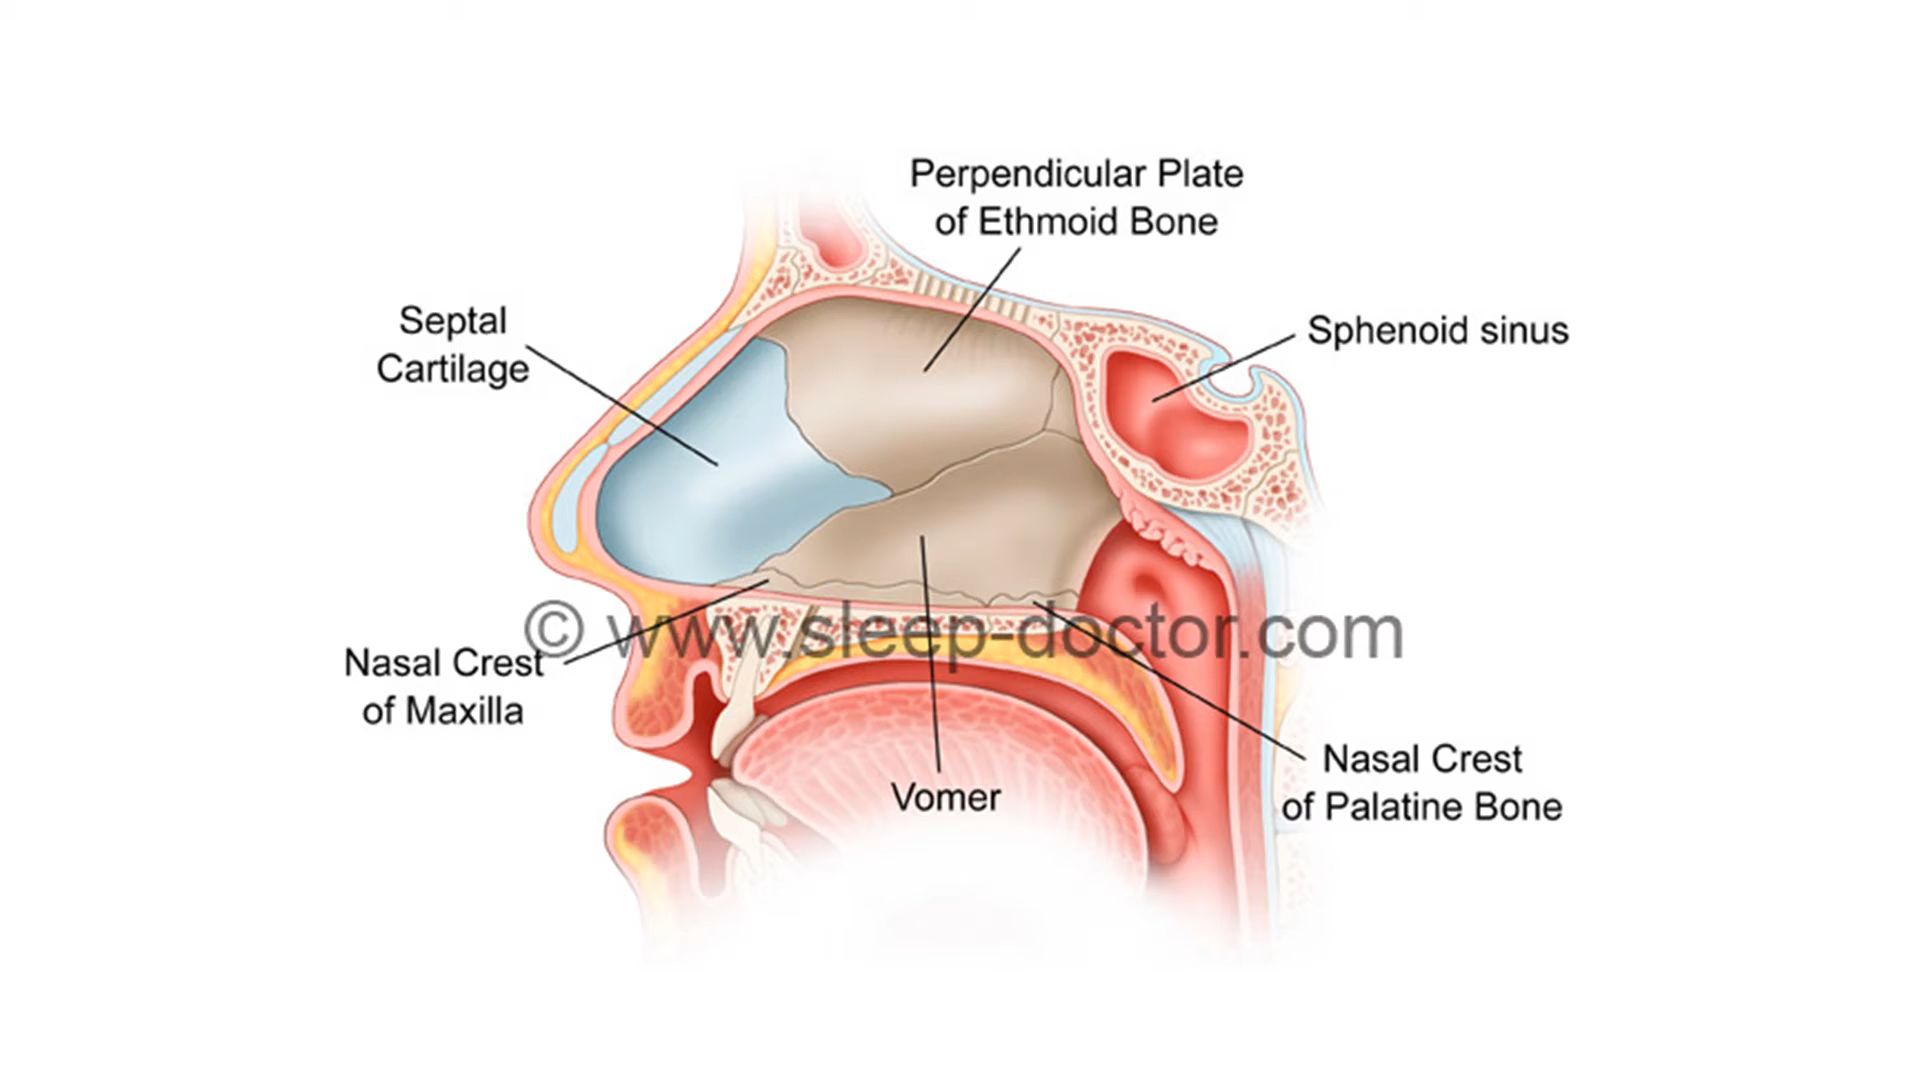 Perpendicular Plate
of Ethmoid Bone
Septal
Cartilage
Sphenoid sinus
© www.sleep-doctor.com
Nasal Crest
of Maxilla
Vomer
Nasal Crest
of Palatine Bone